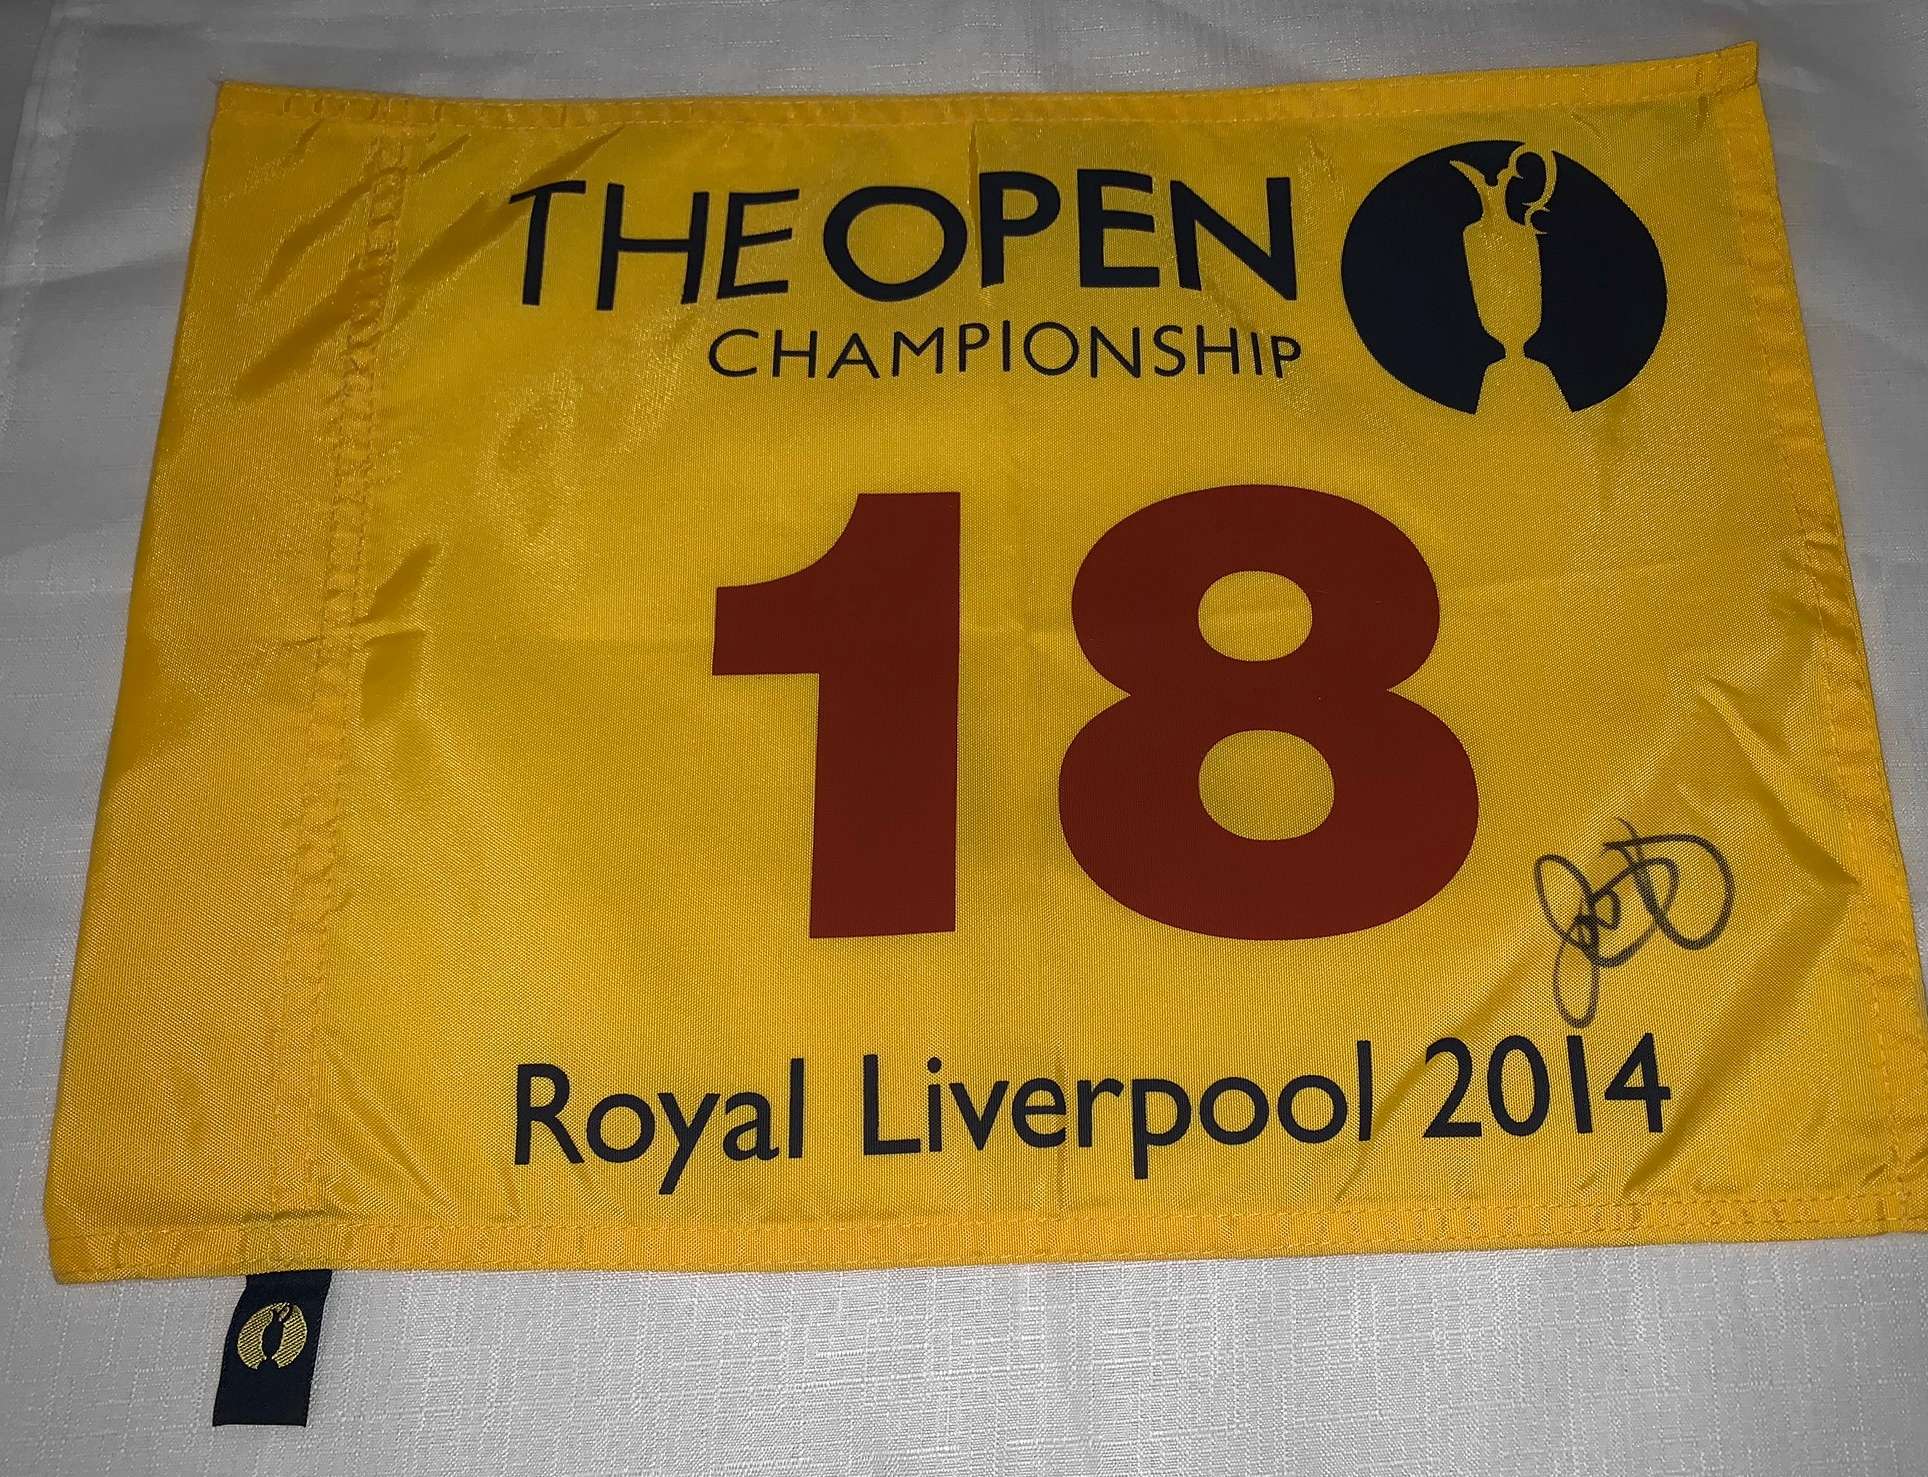 THE OPEN
CHAMPIONSHIP
18
Royal Liverpool 2014